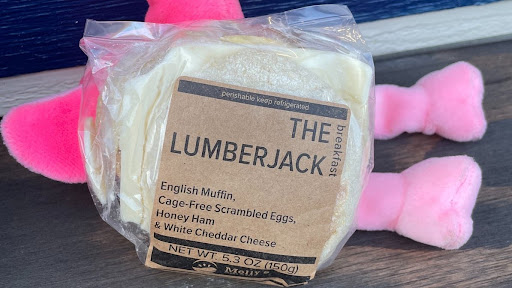 perishable keep refrigerated
THE
LUMBERJACK
breakfast
English Muffin,
Cage-Free Scrambled Eggs,
Honey Ham
& White Cheddar Cheese
NET WT. 5.3 OZ (150g)